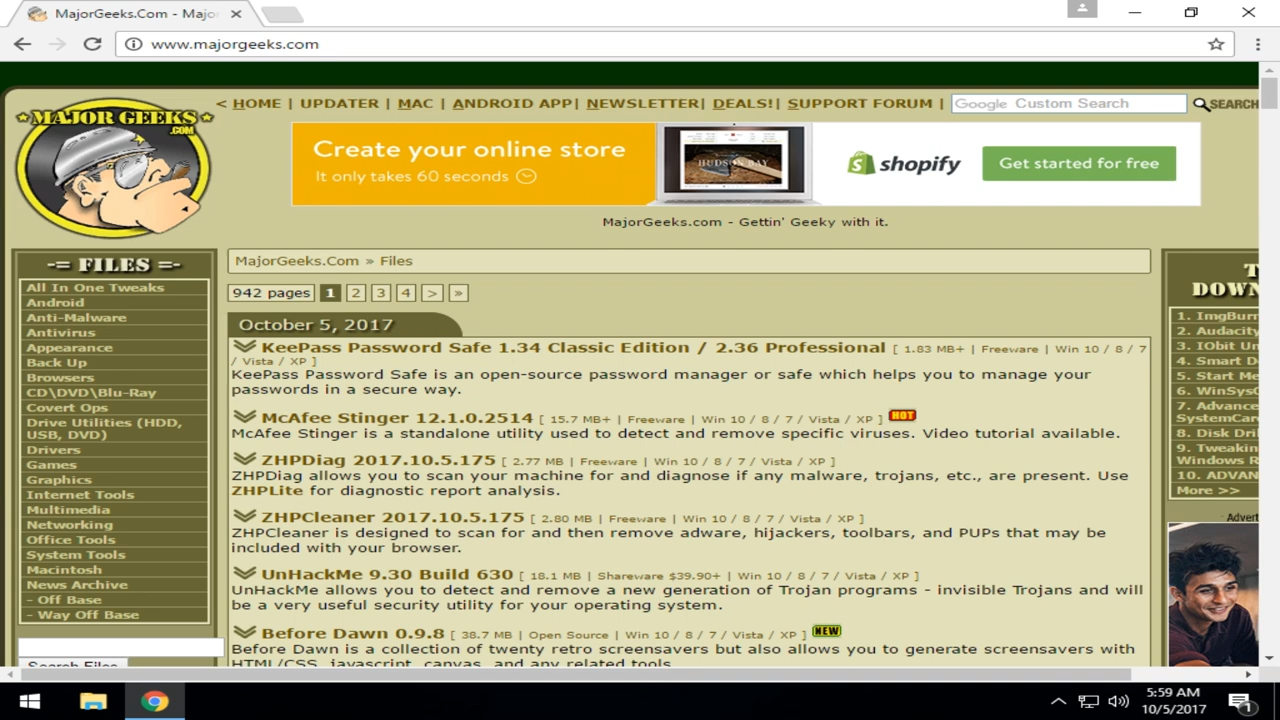 MajorGeeks.Com - Major
www.majorgeeks.com
MAJOR GEEKS
.COM
< HOME | UPDATER | MAC | ANDROID APP| NEWSLETTER| DEALS!| SUPPORT FORUM |
Google Custom Search
SEARCH
Create your online store
It only takes 60 seconds
HUDSON BAY
shopify
Get started for free
MajorGeeks.com - Gettin' Geeky with it.
-= FILES =-
All In One Tweaks
Android
Anti-Malware
Antivirus
Appearance
Back Up
Browsers
CD\DVD\Blu-Ray
Covert Ops
Drive Utilities (HDD,
USB, DVD)
Drivers
Games
Graphics
Internet Tools
Multimedia
Networking
Office Tools
System Tools
Macintosh
News Archive
- Off Base
- Way Off Base
Search Files
MajorGeeks.Com » Files
942 pages 1 2 3 4 > »
October 5, 2017
KeePass Password Safe 1.34 Classic Edition / 2.36 Professional [ 1.83 MB+ | Freeware | Win 10 / 8 / 7
/ Vista / XP ]
KeePass Password Safe is an open-source password manager or safe which helps you to manage your
passwords in a secure way.
McAfee Stinger 12.1.0.2514 [ 15.7 MB+ | Freeware | Win 10 / 8 / 7 / Vista / XP ] HOT
McAfee Stinger is a standalone utility used to detect and remove specific viruses. Video tutorial available.
ZHPDiag 2017.10.5.175 [ 2.77 MB | Freeware | Win 10 / 8 / 7 / Vista / XP ]
ZHPDiag allows you to scan your machine for and diagnose if any malware, trojans, etc., are present. Use
ZHPLite for diagnostic report analysis.
ZHPCleaner 2017.10.5.175 [ 2.80 MB | Freeware | Win 10 / 8 / 7 / Vista / XP ]
ZHPCleaner is designed to scan for and then remove adware, hijackers, toolbars, and PUPs that may be
included with your browser.
UnHackMe 9.30 Build 630 [ 18.1 MB | Shareware $39.90+ | Win 10 / 8 / 7 / Vista / XP ]
UnHackMe allows you to detect and remove a new generation of Trojan programs - invisible Trojans and will
be a very useful security utility for your operating system.
Before Dawn 0.9.8 [ 38.7 MB | Open Source | Win 10 / 8 / 7 / Vista / XP ] NEW
Before Dawn is a collection of twenty retro screensavers but also allows you to generate screensavers with
HTML/CSS, javascript, canvas, and any related tools.
T
DOWN
1. ImgBurn
2. Audacity
3. IObit Un
4. Smart D
5. Start Me
6. WinSysC
7. Advance
SystemCare
8. Disk Dril
9. Tweakin
Windows R
10. ADVAN
More >>
Advert
5:59 AM
10/5/2017
1